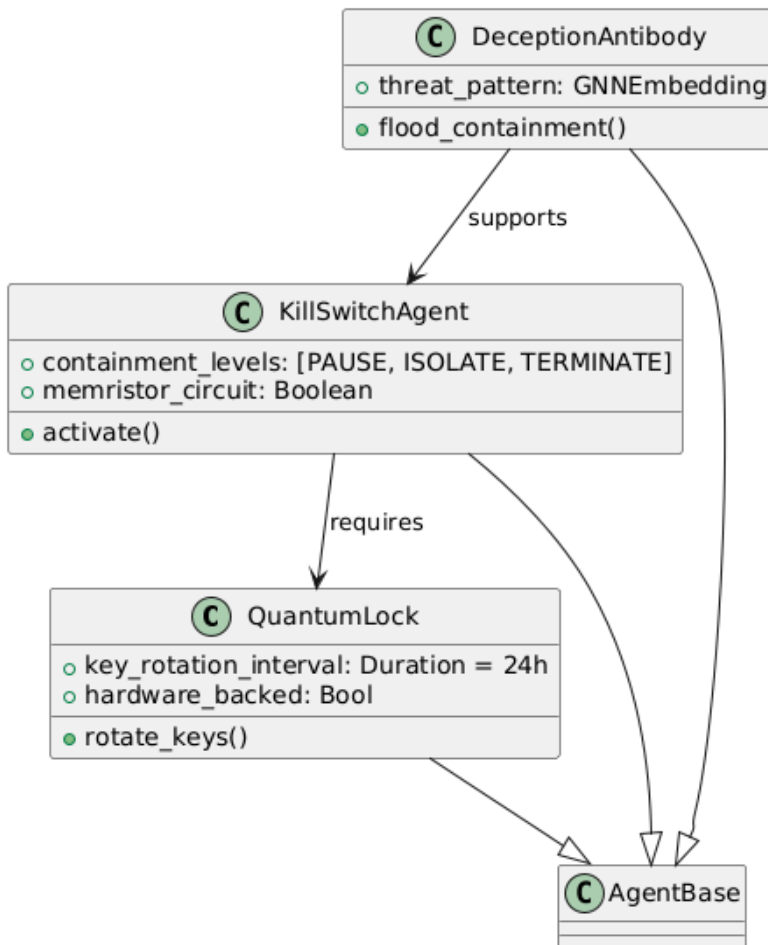 C DeceptionAntibody
threat_pattern: GNNEmbedding
flood_containment()
supports
C KillSwitchAgent
containment_levels: [PAUSE, ISOLATE, TERMINATE]
memristor_circuit: Boolean
activate()
requires
C QuantumLock
key_rotation_interval: Duration = 24h
hardware_backed: Bool
rotate_keys()
C AgentBase